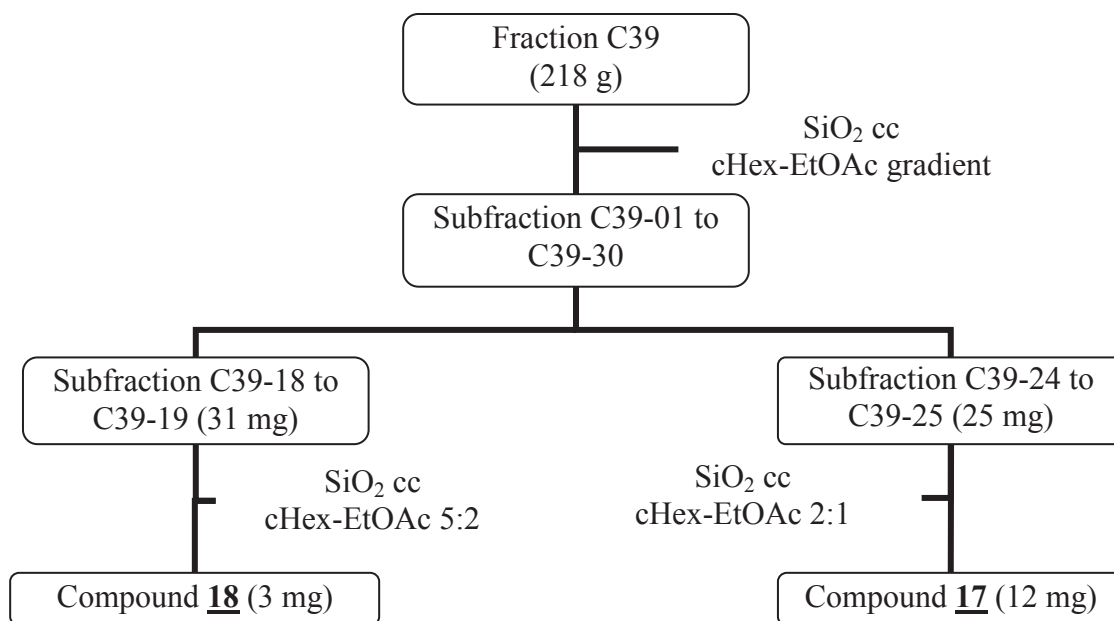 Fraction C39
(218 g)
SiO₂ cc
cHex-EtOAc gradient
Subfraction C39-01 to
C39-30
Subfraction C39-18 to
C39-19 (31 mg)
Subfraction C39-24 to
C39-25 (25 mg)
SiO₂ cc
cHex-EtOAc 5:2
SiO₂ cc
cHex-EtOAc 2:1
Compound 18 (3 mg)
Compound 17 (12 mg)